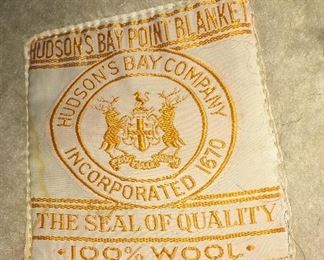 HUDSON'S BAY POINT BLANKET
HUDSON'S BAY COMPANY
INCORPORATED 1670
THE SEAL OF QUALITY
·100% WOOL·